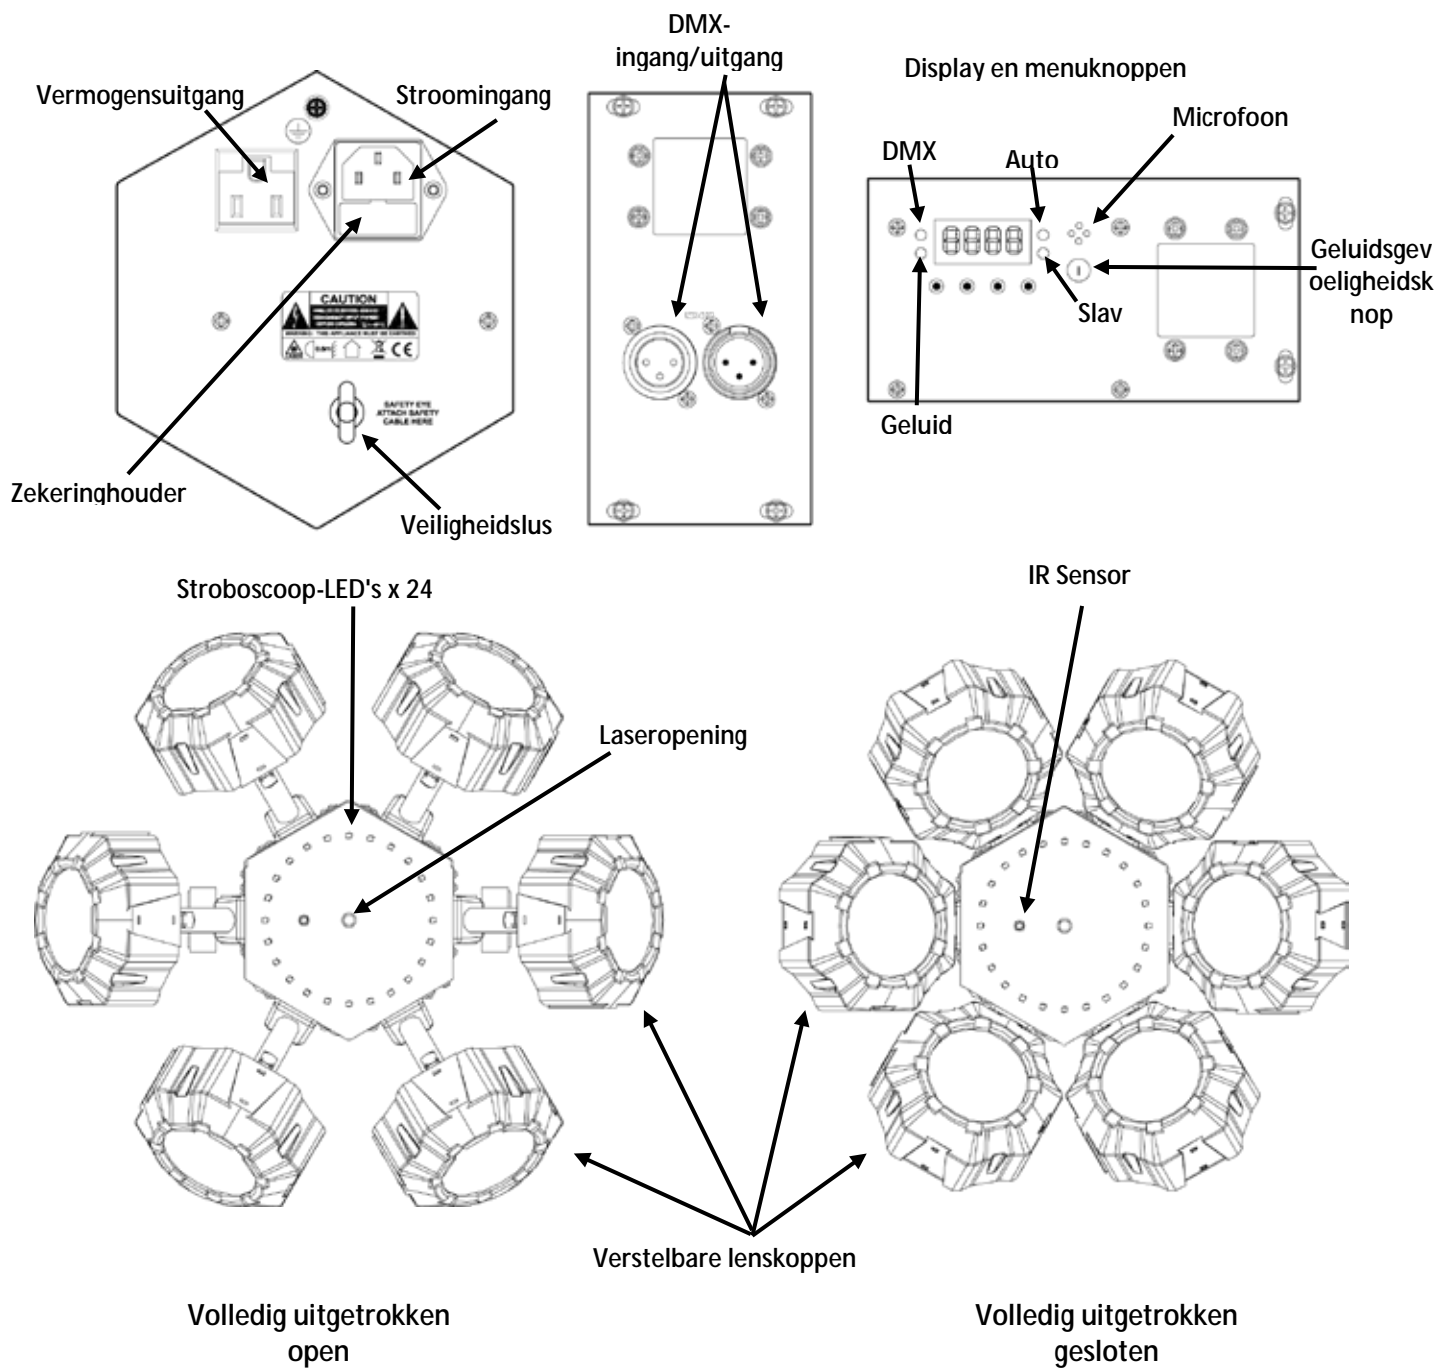 DMX-
ingang/uitgang
Display en menuknoppen
Vermogensuitgang
Stroomingang
Microfoon
DMX
Auto
Geluidsgev
oeligheidsk
nop
Slav
CAUTION
SAFETY EYE
ATTACH SAFETY
CABLE HERE
Geluid
Zekeringhouder
Veiligheidslus
Stroboscoop-LED's x 24
IR Sensor
Laseropening
Verstelbare lenskoppen
Volledig uitgetrokken
open
Volledig uitgetrokken
gesloten